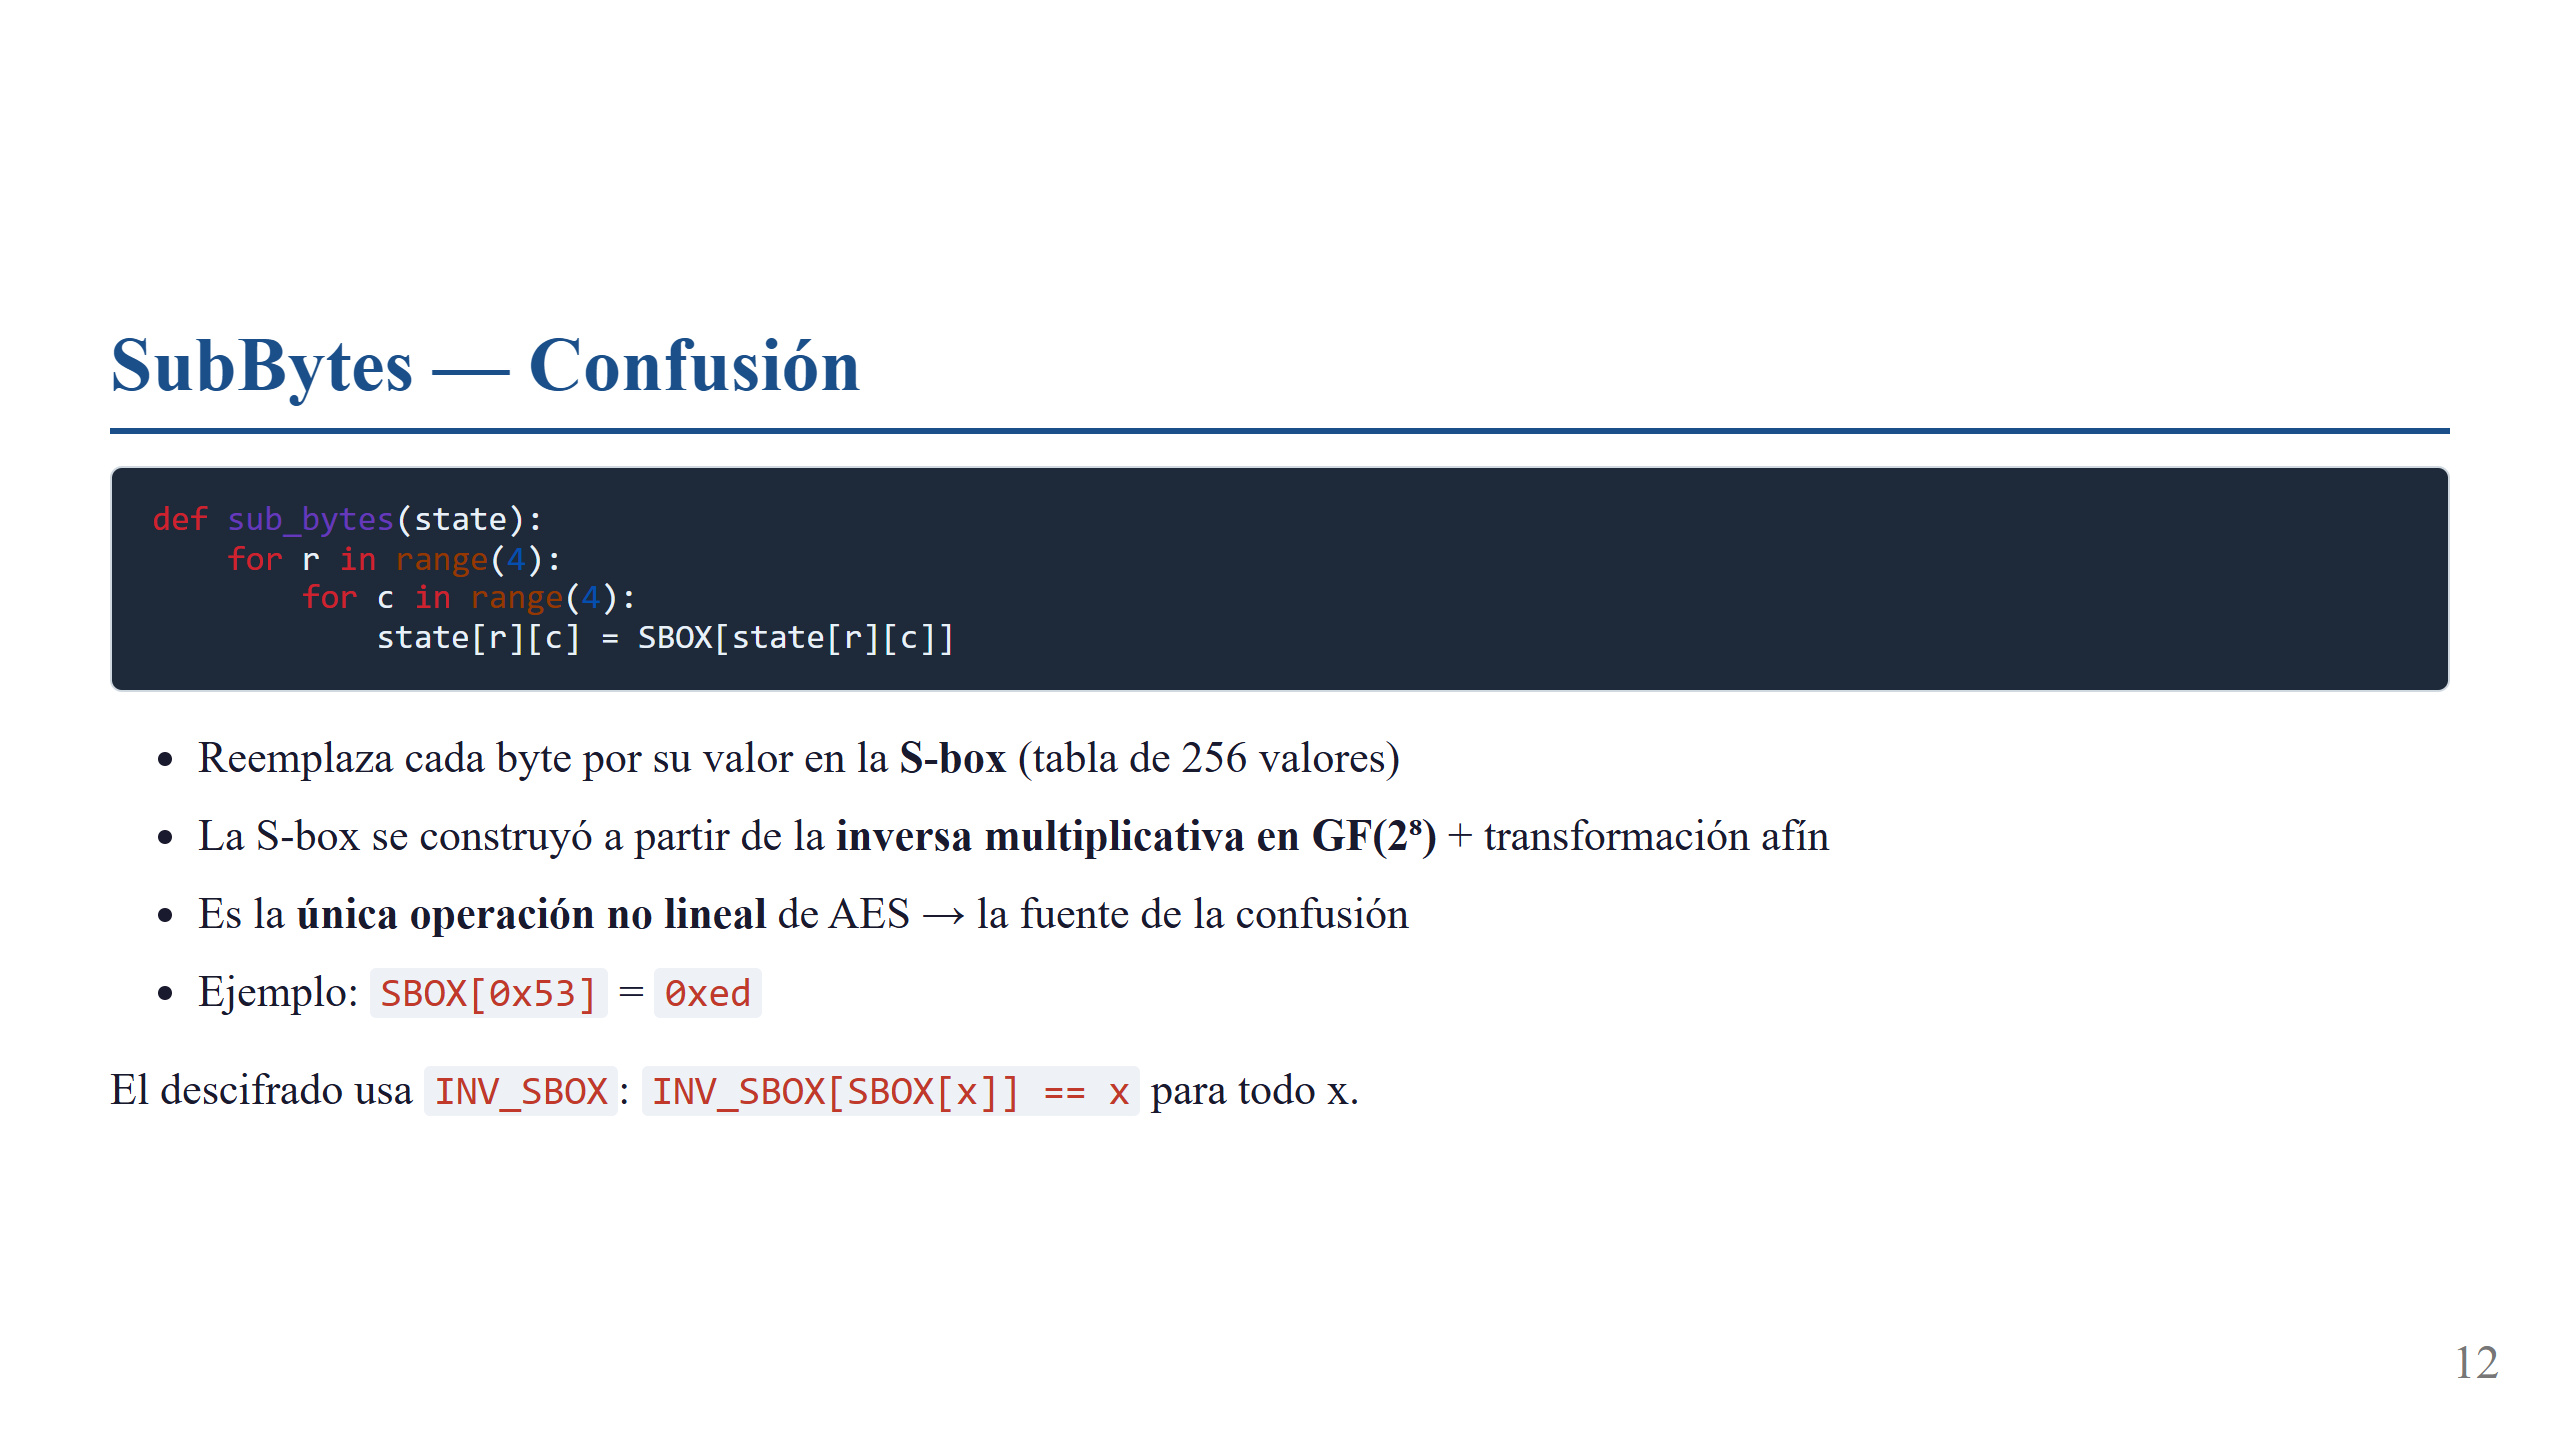 SubBytes — Confusión
def sub_bytes(state):
    for r in range(4):
        for c in range(4):
            state[r][c] = SBOX[state[r][c]]
• Reemplaza cada byte por su valor en la S-box (tabla de 256 valores)
• La S-box se construyó a partir de la inversa multiplicativa en GF(2⁸) + transformación afín
• Es la única operación no lineal de AES → la fuente de la confusión
• Ejemplo: SBOX[0x53] = 0xed
El descifrado usa INV_SBOX: INV_SBOX[SBOX[x]] == x para todo x.
12